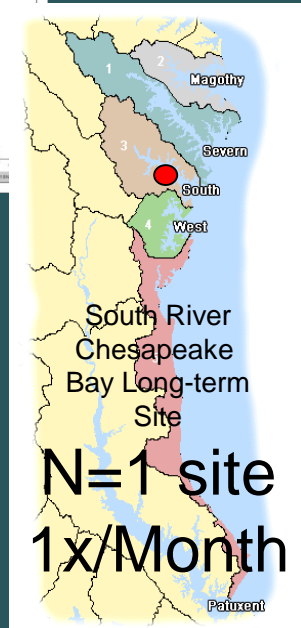 1
2
Magothy
Severn
3
South
West
4
South River
Chesapeake
Bay Long-term
Site
N=1 site
1x/Month
Patuxent